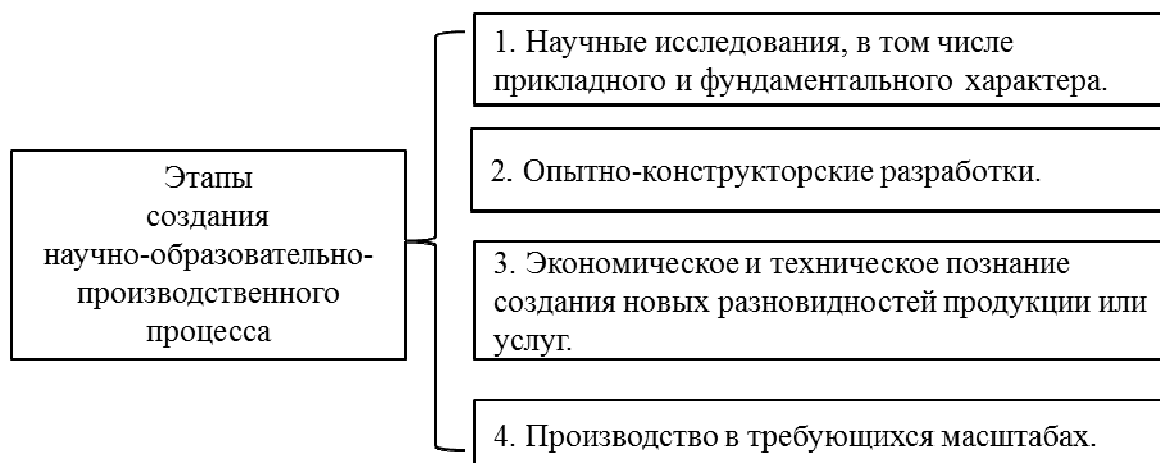 Этапы
создания
научно-образовательно-
производственного
процесса
1. Научные исследования, в том числе
прикладного и фундаментального характера.
2. Опытно-конструкторские разработки.
3. Экономическое и техническое познание
создания новых разновидностей продукции или
услуг.
4. Производство в требующихся масштабах.